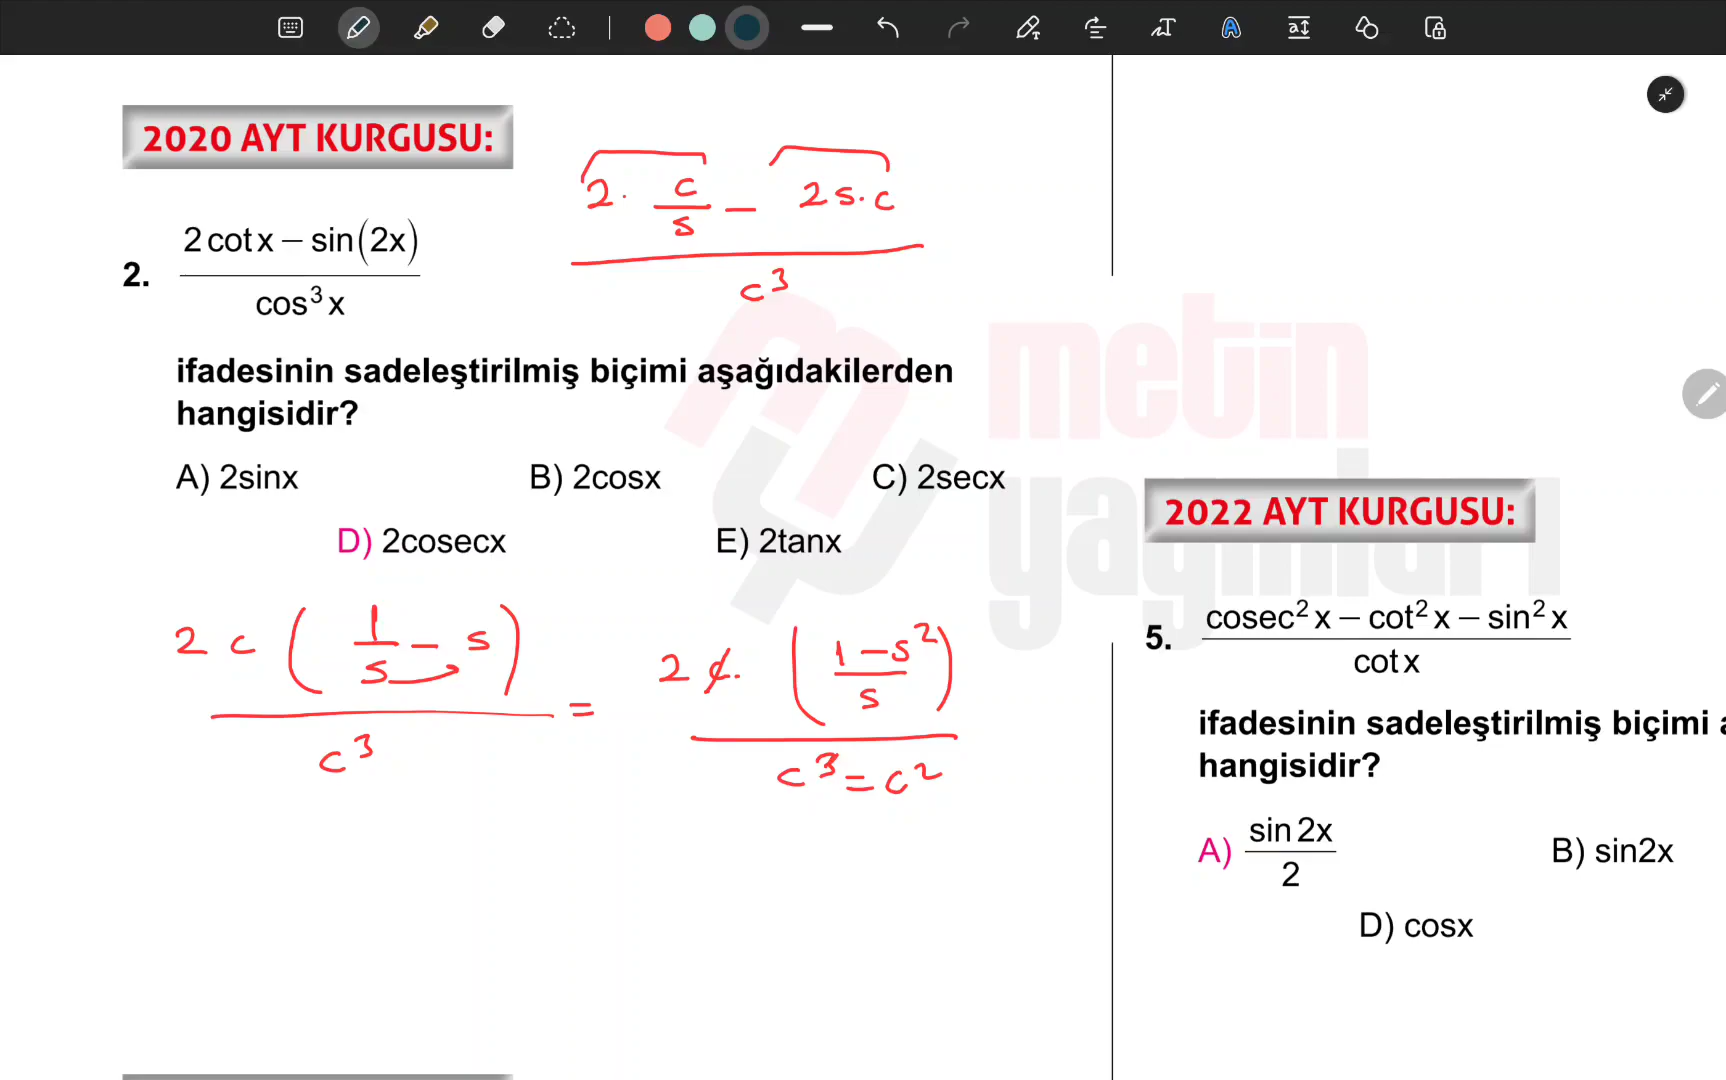 2020 AYT KURGUSU:
2 · c/s − 2s·c
c³
2. 2cotx − sin(2x)
cos³x
ifadesinin sadeleştirilmiş biçimi aşağıdakilerden
hangisidir?
A) 2sinx B) 2cosx C) 2secx
D) 2cosecx E) 2tanx
2c (1/s − s) = 2c· (1−s²/s)
c³ c³=c²
metin
yayınları
2022 AYT KURGUSU:
5. cosec²x − cot²x − sin²x
cotx
ifadesinin sadeleştirilmiş biçimi
hangisidir?
A) sin2x/2 B) sin2x
D) cosx